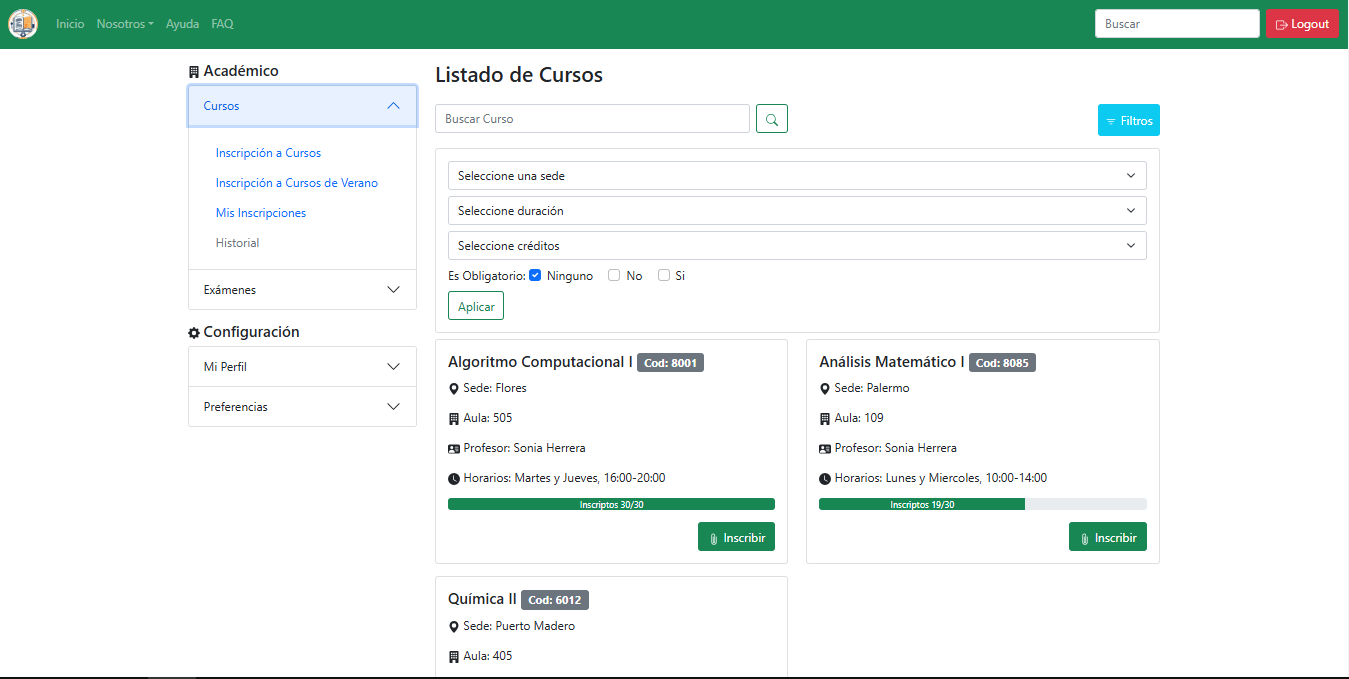 Inicio Nosotros Ayuda FAQ Buscar Logout
Académico
Cursos
Inscripción a Cursos
Inscripción a Cursos de Verano
Mis Inscripciones
Historial
Exámenes
Configuración
Mi Perfil
Preferencias
Listado de Cursos
Buscar Curso
Filtros
Seleccione una sede
Seleccione duración
Seleccione créditos
Es Obligatorio: Ninguno No Si
Aplicar
Algoritmo Computacional I Cod: 8001
Sede: Flores
Aula: 505
Profesor: Sonia Herrera
Horarios: Martes y Jueves, 16:00-20:00
Inscriptos 30/30
Inscribir
Análisis Matemático I Cod: 8085
Sede: Palermo
Aula: 109
Profesor: Sonia Herrera
Horarios: Lunes y Miercoles, 10:00-14:00
Inscriptos 19/30
Inscribir
Química II Cod: 6012
Sede: Puerto Madero
Aula: 405